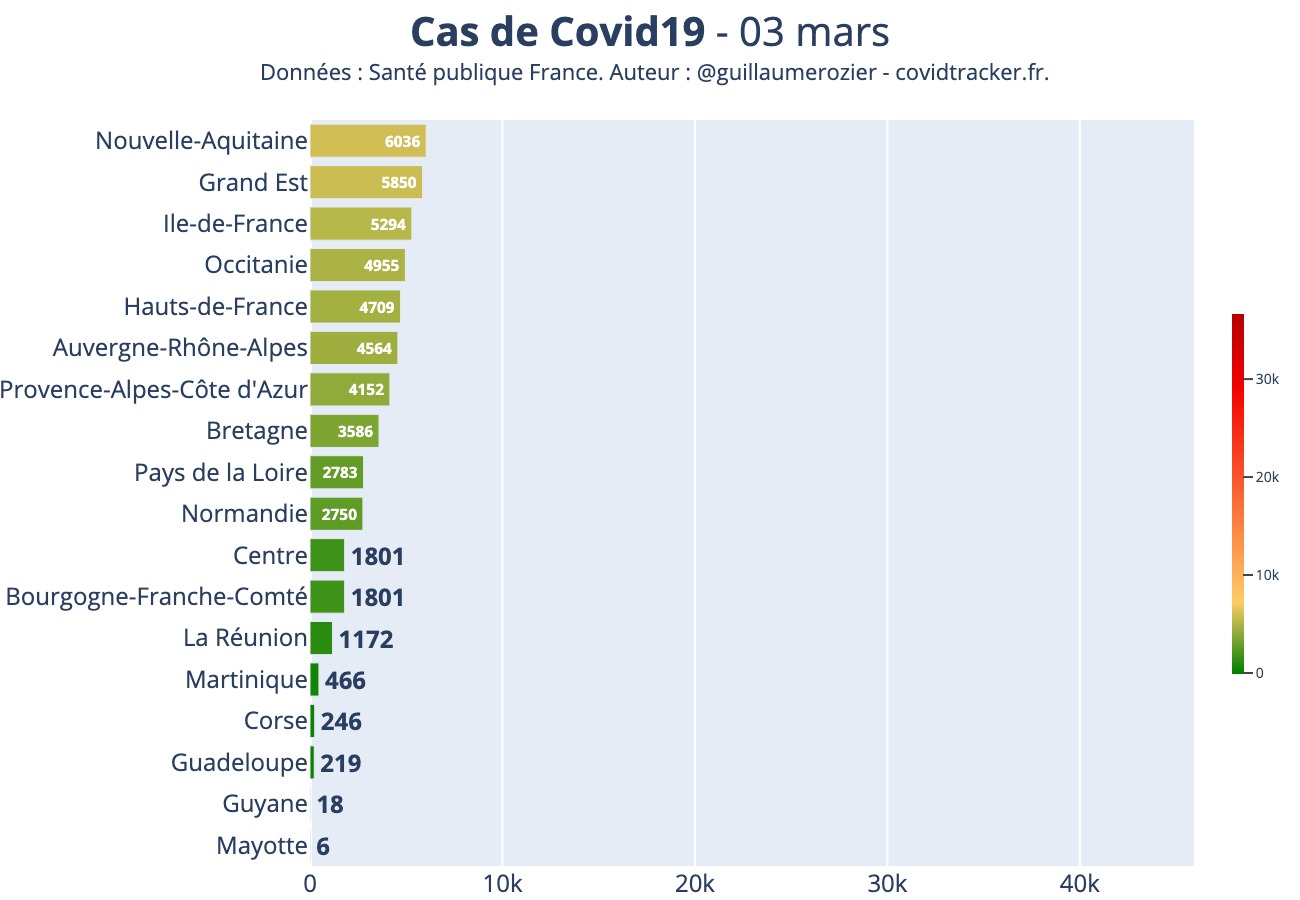 Cas de Covid19 - 03 mars
Données : Santé publique France. Auteur : @guillaumerozier - covidtracker.fr.
Nouvelle-Aquitaine 6036
Grand Est 5850
Ile-de-France 5294
Occitanie 4955
Hauts-de-France 4709
Auvergne-Rhône-Alpes 4564
Provence-Alpes-Côte d'Azur 4152
Bretagne 3586
Pays de la Loire 2783
Normandie 2750
Centre 1801
Bourgogne-Franche-Comté 1801
La Réunion 1172
Martinique 466
Corse 246
Guadeloupe 219
Guyane 18
Mayotte 6
0 10k 20k 30k 40k
30k
20k
10k
0